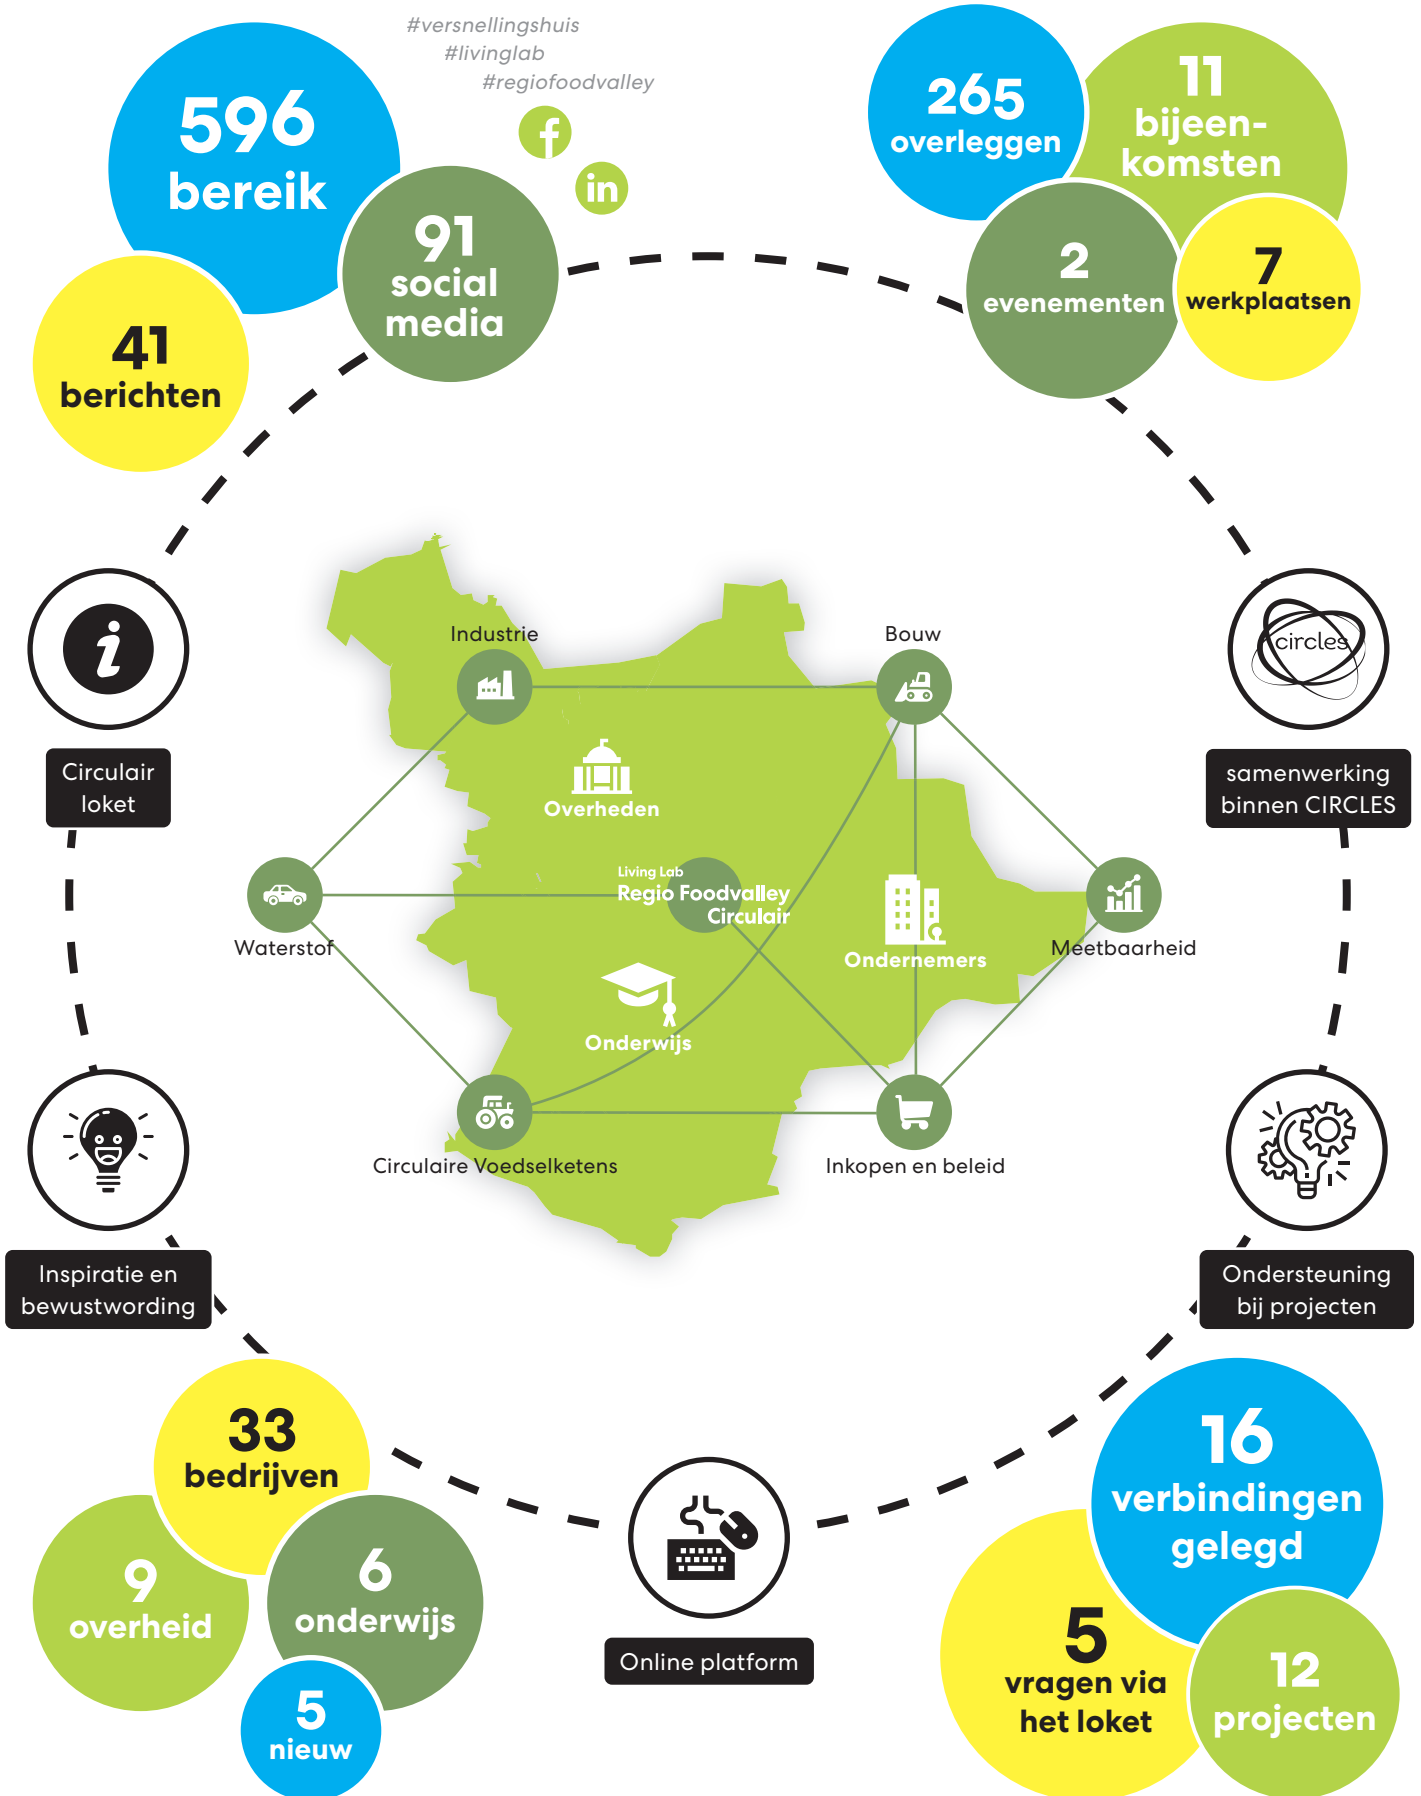 #versnellingshuis
#livinglab
#regiofoodvalley
596
bereik
91
social
media
41
berichten
265
overleggen
11
bijeen-
komsten
2
evenementen
7
werkplaatsen
i
Circulair
loket
circles
samenwerking
binnen CIRCLES
Industrie
Bouw
Overheden
Living Lab
Regio Foodvalley
Circulair
Waterstof
Ondernemers
Meetbaarheid
Onderwijs
Circulaire Voedselketens
Inkopen en beleid
Inspiratie en
bewustwording
Ondersteuning
bij projecten
33
bedrijven
9
overheid
6
onderwijs
5
nieuw
Online platform
16
verbindingen
gelegd
5
vragen via
het loket
12
projecten
f
in